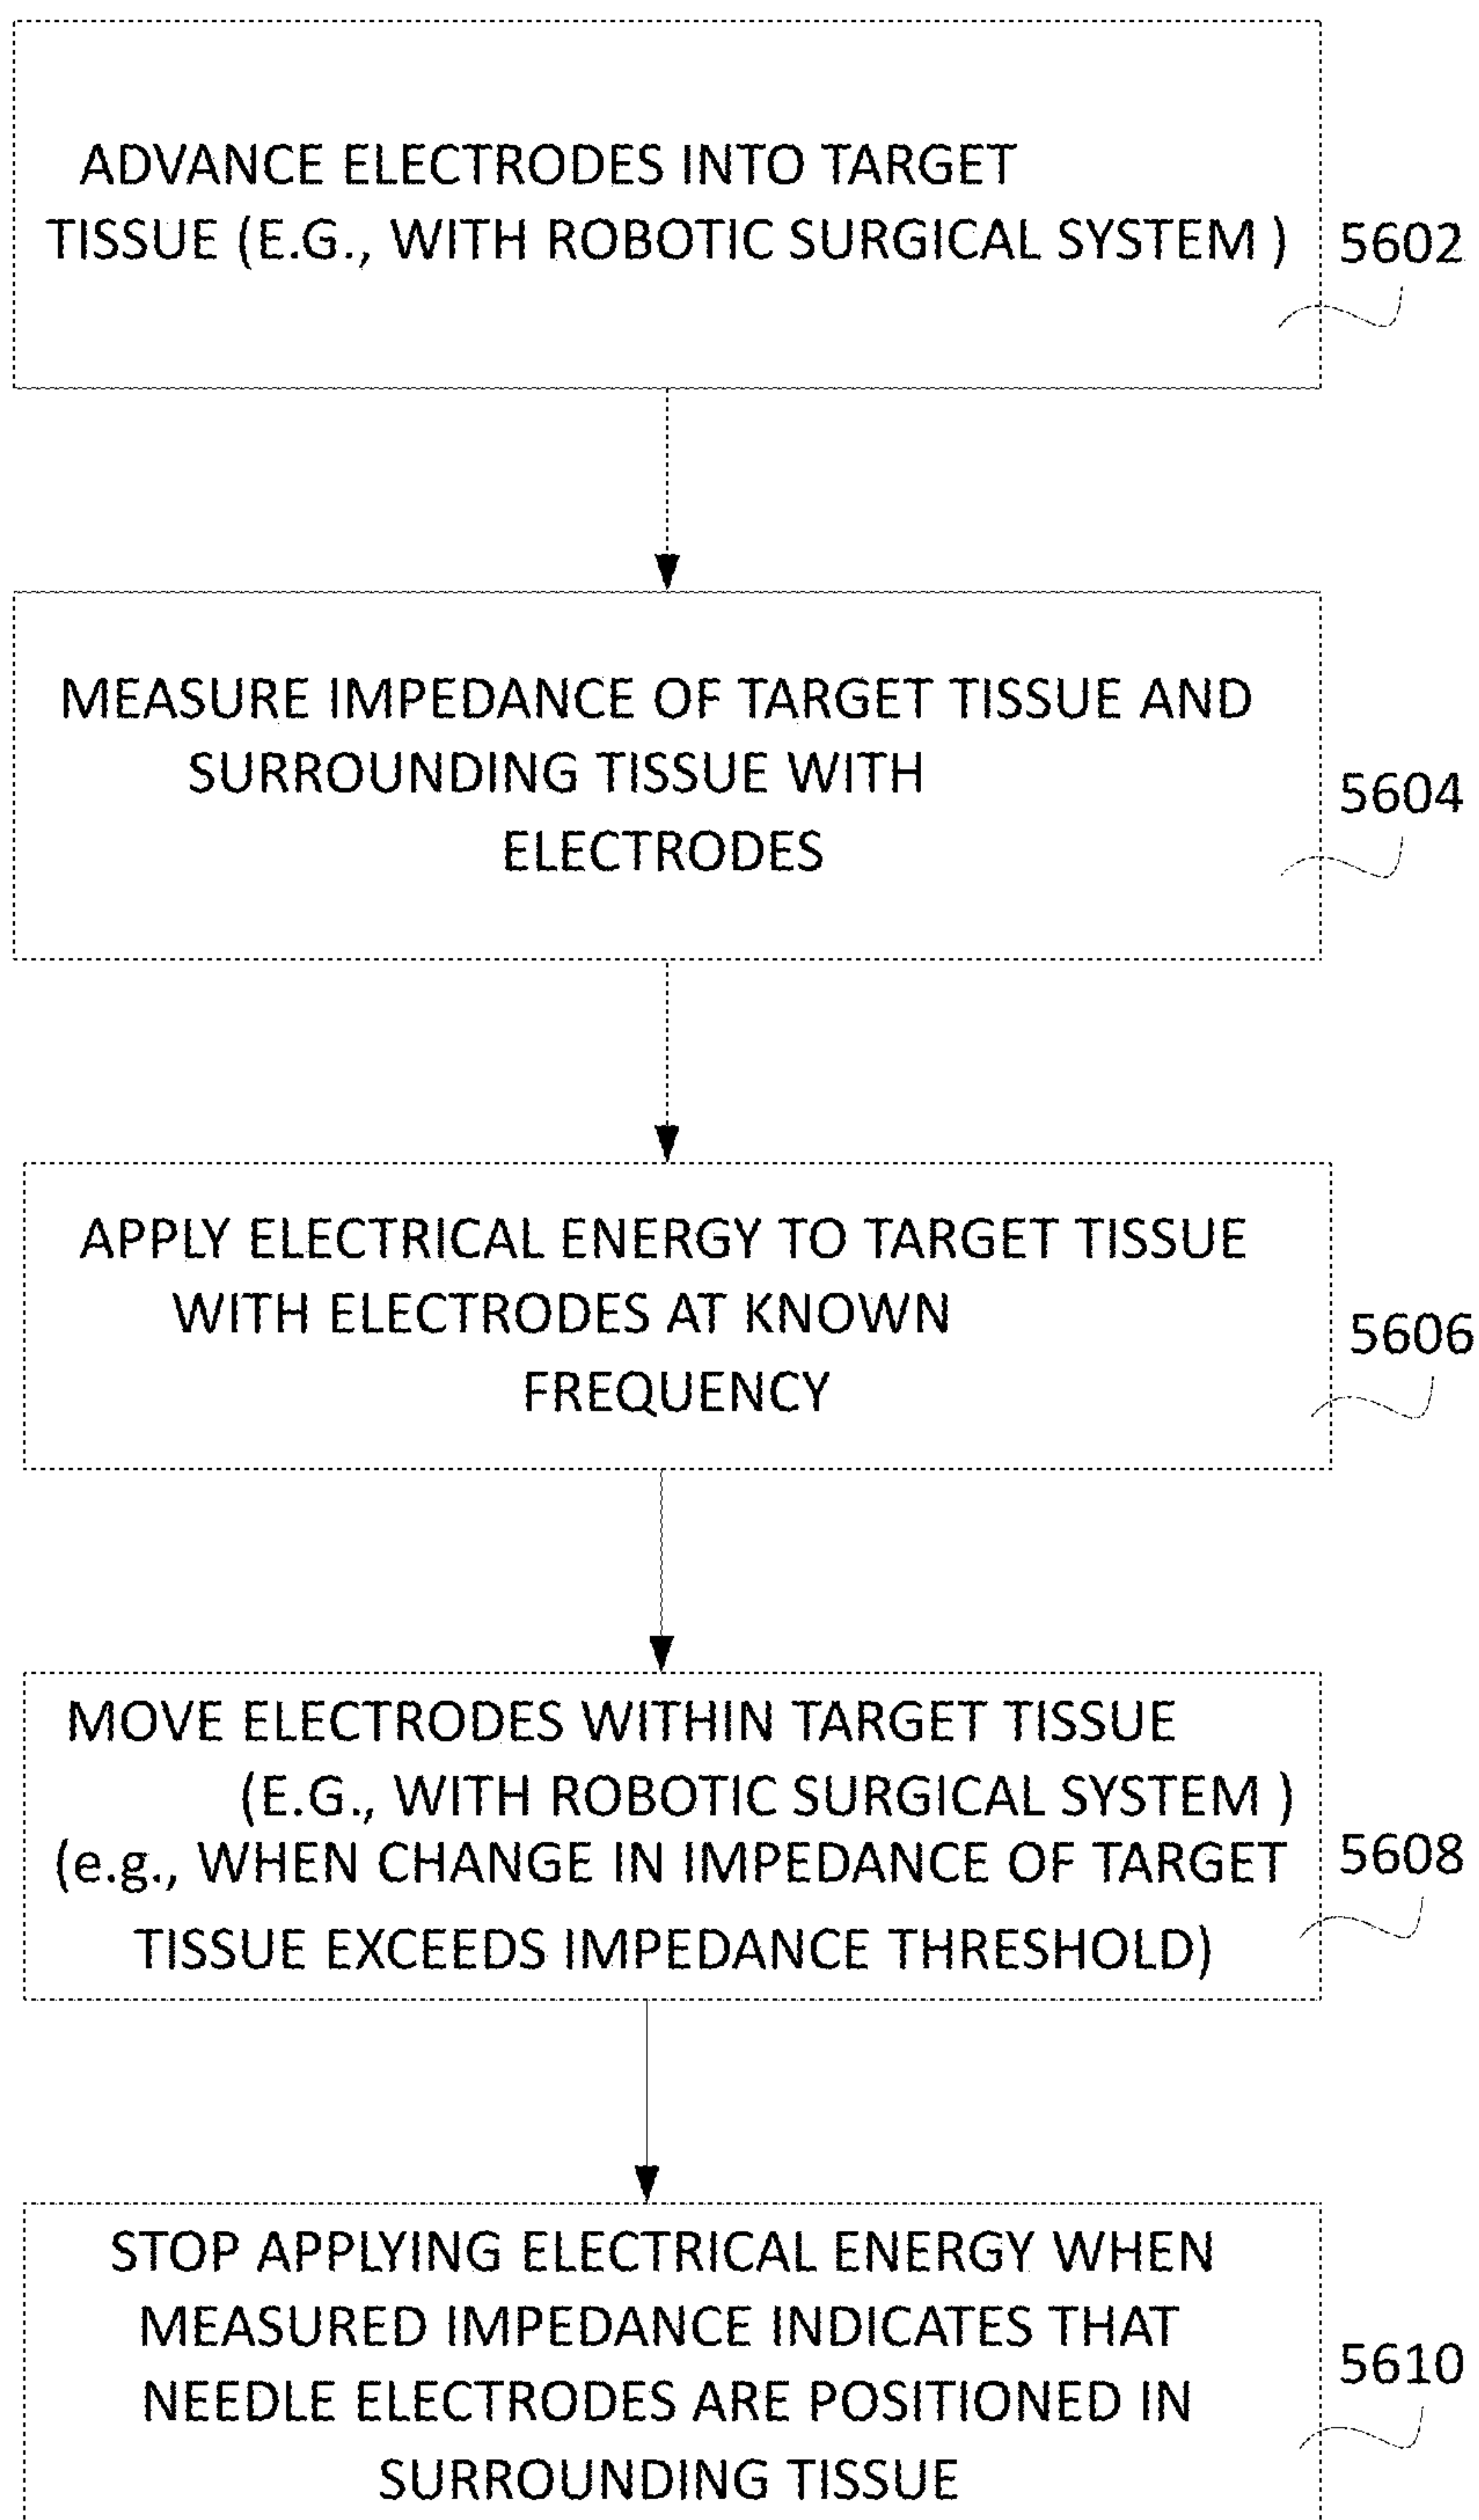 ADVANCE ELECTRODES INTO TARGET
TISSUE (E.G., WITH ROBOTIC SURGICAL SYSTEM )
5602
MEASURE IMPEDANCE OF TARGET TISSUE AND
SURROUNDING TISSUE WITH
ELECTRODES
5604
APPLY ELECTRICAL ENERGY TO TARGET TISSUE
WITH ELECTRODES AT KNOWN
FREQUENCY
5606
MOVE ELECTRODES WITHIN TARGET TISSUE
(E.G., WITH ROBOTIC SURGICAL SYSTEM )
(e.g., WHEN CHANGE IN IMPEDANCE OF TARGET
TISSUE EXCEEDS IMPEDANCE THRESHOLD)
5608
STOP APPLYING ELECTRICAL ENERGY WHEN
MEASURED IMPEDANCE INDICATES THAT
NEEDLE ELECTRODES ARE POSITIONED IN
SURROUNDING TISSUE
5610